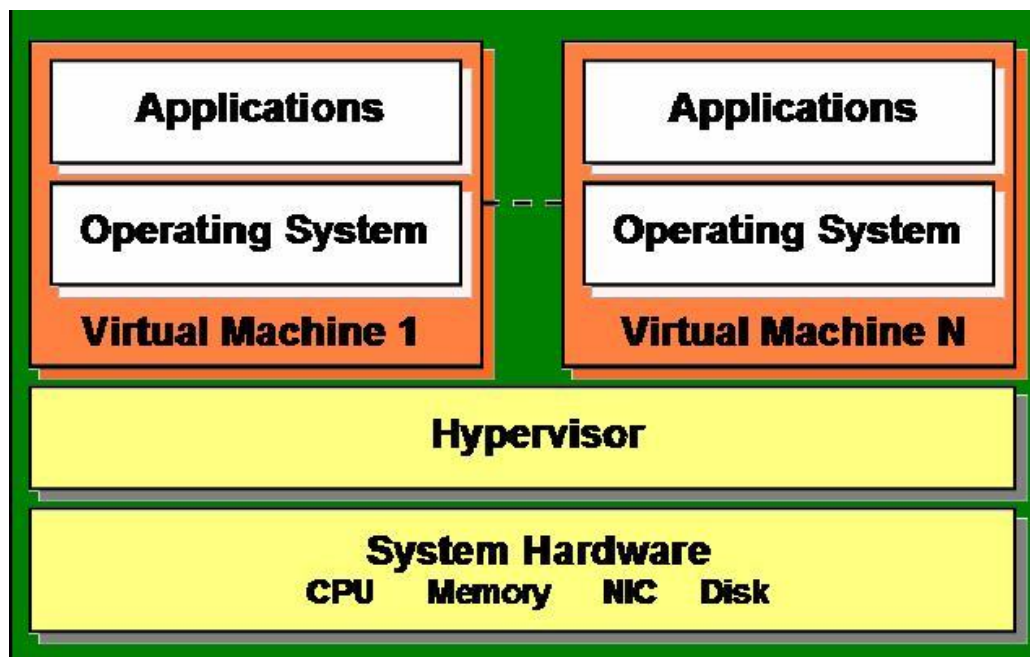 Applications
Operating System
Virtual Machine 1
Applications
Operating System
Virtual Machine N
Hypervisor
System Hardware
CPU Memory NIC Disk